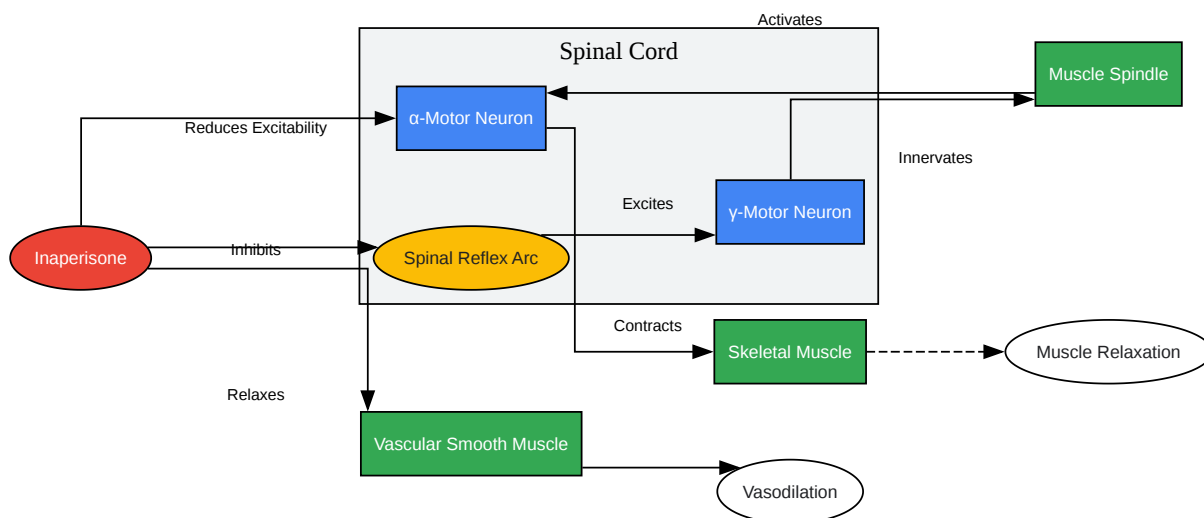 Activates
Spinal Cord
Muscle Spindle
α-Motor Neuron
Reduces Excitability
Innervates
Excites
γ-Motor Neuron
Inaperisone
Inhibits
Spinal Reflex Arc
Contracts
Skeletal Muscle
Muscle Relaxation
Relaxes
Vascular Smooth Muscle
Vasodilation